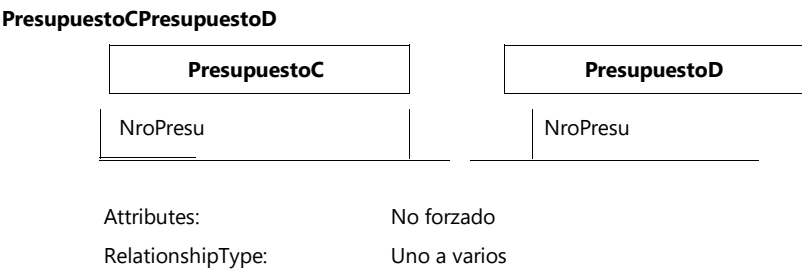 PresupuestoCPresupuestoD
PresupuestoC PresupuestoD
NroPresu NroPresu
Attributes: No forzado
RelationshipType: Uno a varios